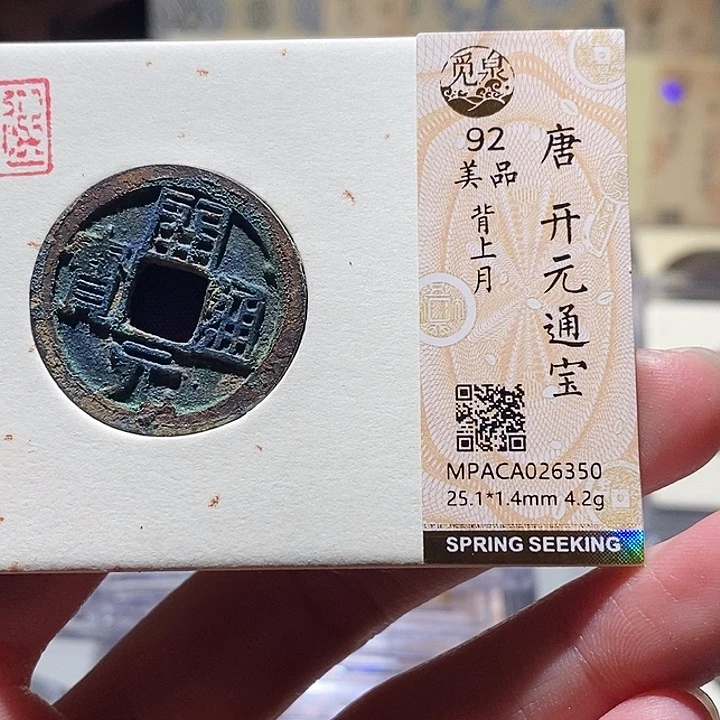 觅泉
92
美品
背上月
唐 开元通宝
MPACA026350
25.1*1.4mm 4.2g
SPRING SEEKING
開元通寶